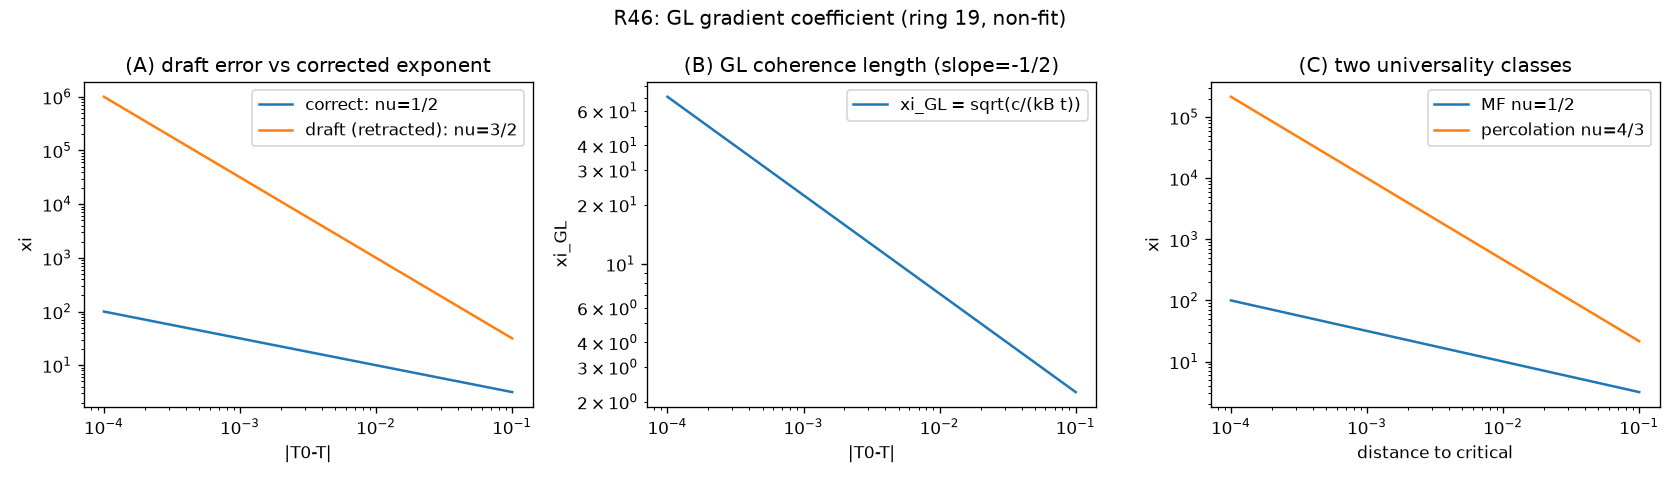 R46: GL gradient coefficient (ring 19, non-fit)
(A) draft error vs corrected exponent
10^6
10^5
10^4
10^3
10^2
10^1
xi
correct: nu=1/2
draft (retracted): nu=3/2
10^-4
10^-3
10^-2
10^-1
|T0-T|
(B) GL coherence length (slope=-1/2)
6 × 10^1
4 × 10^1
3 × 10^1
2 × 10^1
10^1
6 × 10^0
4 × 10^0
3 × 10^0
2 × 10^0
xi_GL
xi_GL = sqrt(c/(kB t))
10^-4
10^-3
10^-2
10^-1
|T0-T|
(C) two universality classes
10^5
10^4
10^3
10^2
10^1
xi
MF nu=1/2
percolation nu=4/3
10^-4
10^-3
10^-2
10^-1
distance to critical